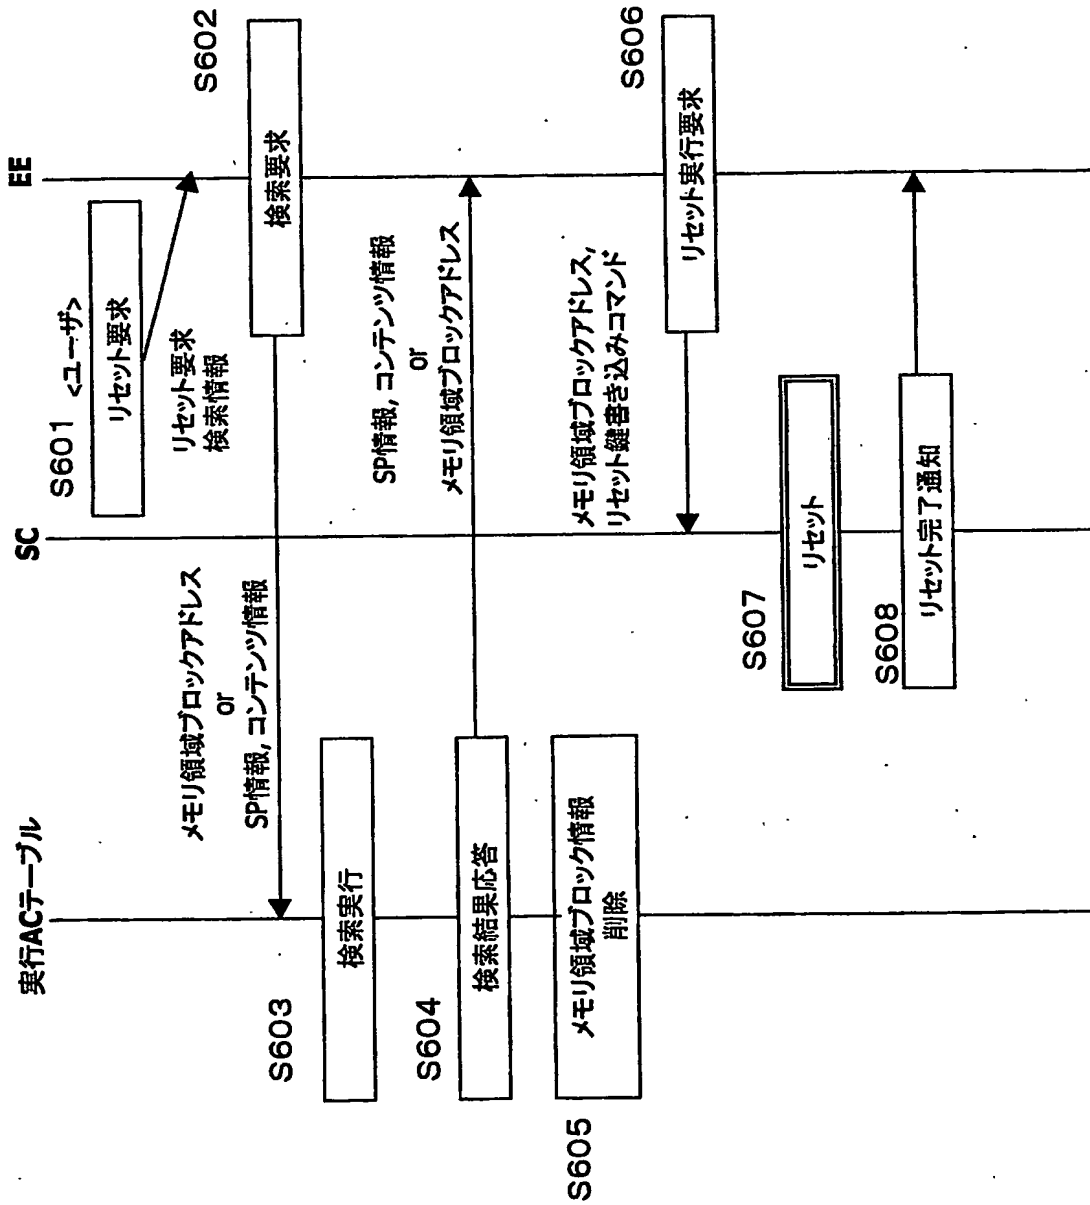 実行ACテーブル
SC
EE
S601
<ユーザ>
リセット要求
リセット要求
検索情報
S602
検索要求
メモリ領域ブロックアドレス
or
SP情報, コンテンツ情報
S603
検索実行
S604
検索結果応答
SP情報, コンテンツ情報
or
メモリ領域ブロックアドレス
S605
メモリ領域ブロック情報
削除
S606
リセット実行要求
メモリ領域ブロックアドレス,
リセット鍵書き込みコマンド
S607
リセット
S608
リセット完了通知